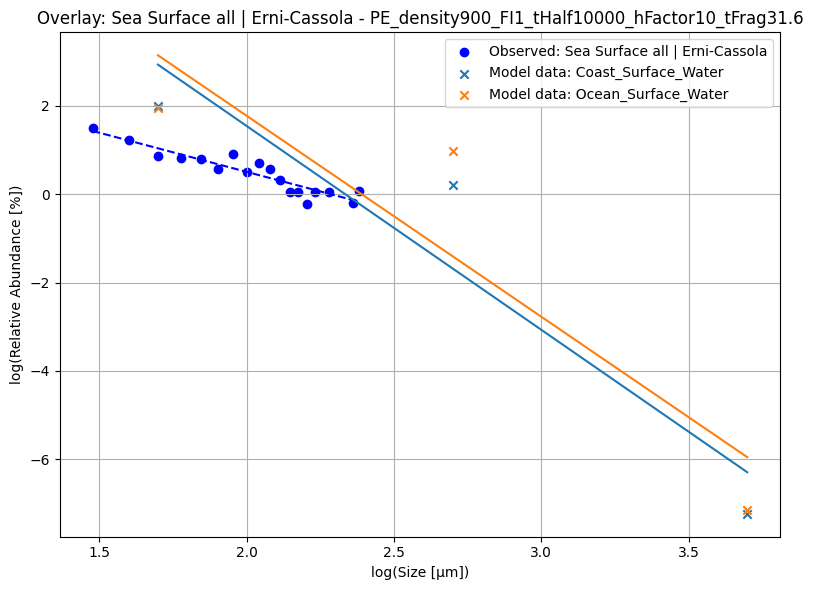 Overlay: Sea Surface all | Erni-Cassola - PE_density900_FI1_tHalf10000_hFactor10_tFrag31.6
Observed: Sea Surface all | Erni-Cassola
Model data: Coast_Surface_Water
Model data: Ocean_Surface_Water
log(Relative Abundance [%])
2
0
−2
−4
−6
1.5 2.0 2.5 3.0 3.5
log(Size [μm])